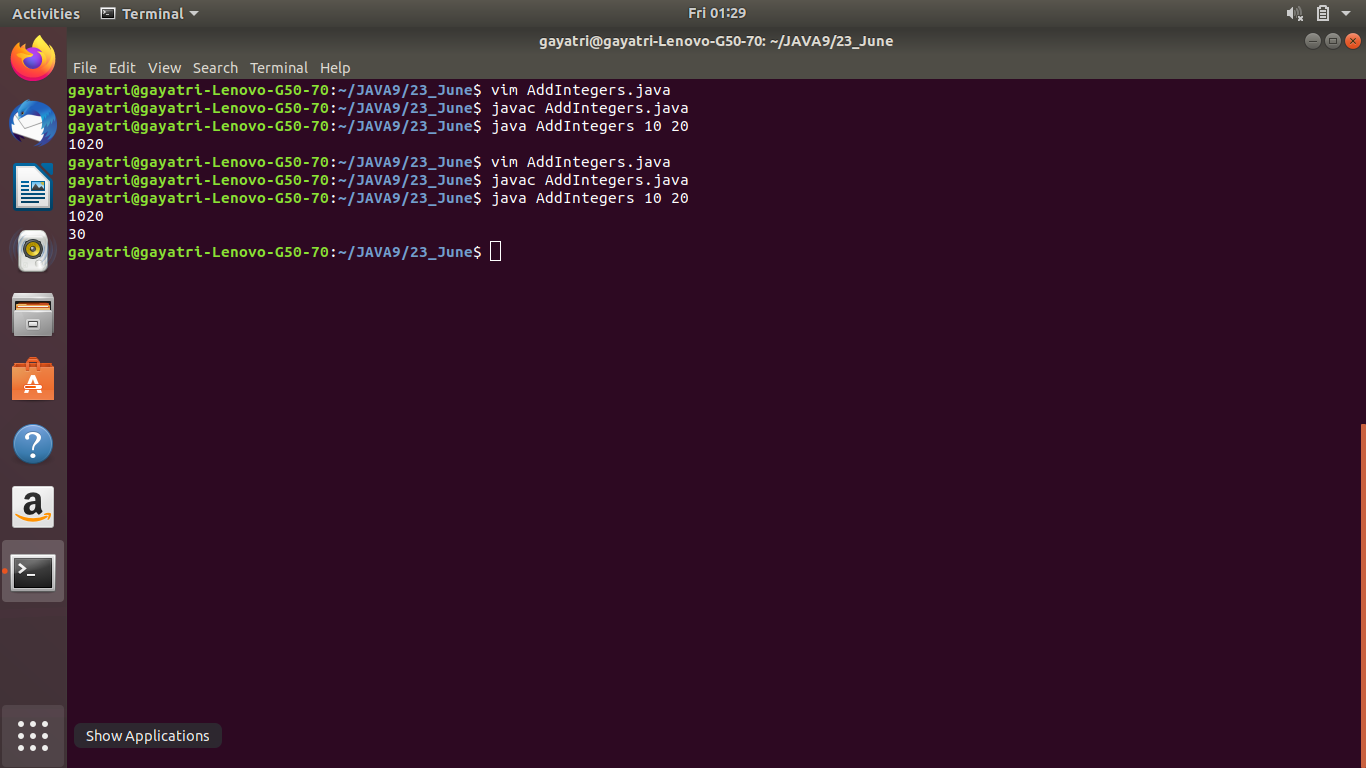 Activities Terminal Fri 01:29
gayatri@gayatri-Lenovo-G50-70: ~/JAVA9/23_June
File Edit View Search Terminal Help
gayatri@gayatri-Lenovo-G50-70:~/JAVA9/23_June$ vim AddIntegers.java
gayatri@gayatri-Lenovo-G50-70:~/JAVA9/23_June$ javac AddIntegers.java
gayatri@gayatri-Lenovo-G50-70:~/JAVA9/23_June$ java AddIntegers 10 20
1020
gayatri@gayatri-Lenovo-G50-70:~/JAVA9/23_June$ vim AddIntegers.java
gayatri@gayatri-Lenovo-G50-70:~/JAVA9/23_June$ javac AddIntegers.java
gayatri@gayatri-Lenovo-G50-70:~/JAVA9/23_June$ java AddIntegers 10 20
1020
30
gayatri@gayatri-Lenovo-G50-70:~/JAVA9/23_June$
Show Applications